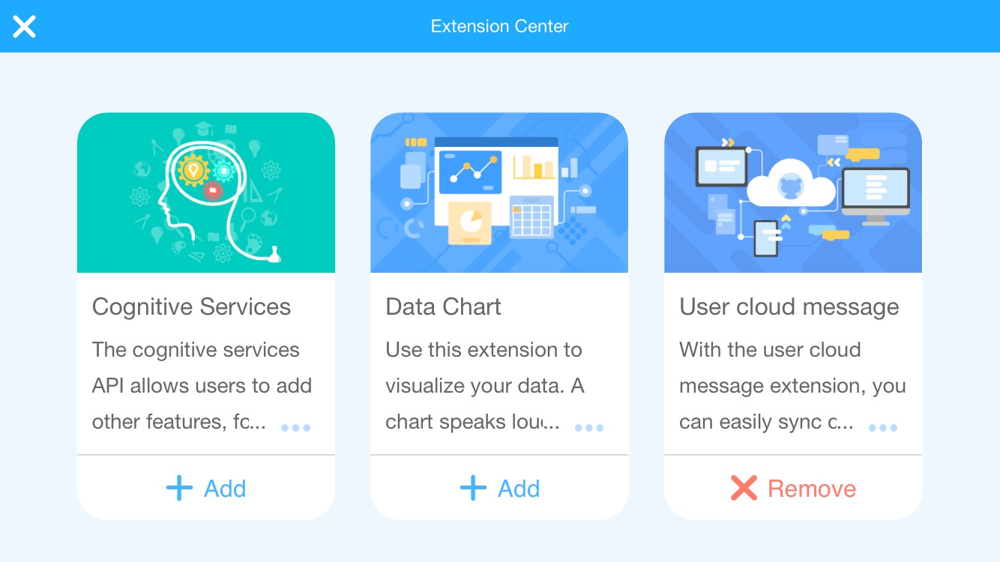 Extension Center
Cognitive Services
The cognitive services
API allows users to add
other features, fo...
Add
Data Chart
Use this extension to
visualize your data. A
chart speaks lou...
Add
User cloud message
With the user cloud
message extension, you
can easily sync c...
Remove